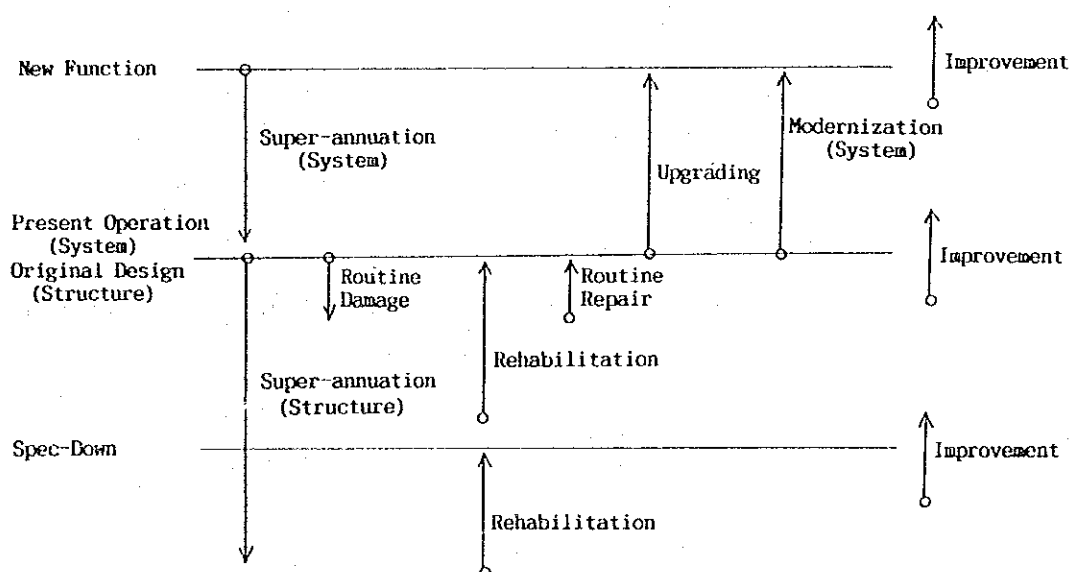 New Function
Improvement
Super-annuation
(System)
Modernization
(System)
Upgrading
Present Operation
(System)
Original Design
(Structure)
Improvement
Routine
Damage
Routine
Repair
Rehabilitation
Super-annuation
(Structure)
Spec-Down
Improvement
Rehabilitation